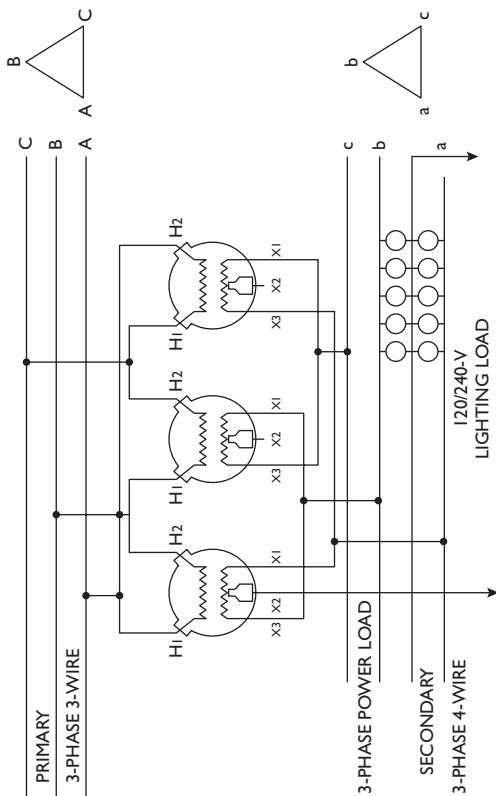 B
A
C
b
a
c
C
B
A
PRIMARY
3-PHASE 3-WIRE
H1
H2
H1
H2
H1
H2
X3
X2
X1
X3
X2
X1
X3
X2
X1
c
b
a
3-PHASE POWER LOAD
SECONDARY
3-PHASE 4-WIRE
120/240-V
LIGHTING LOAD